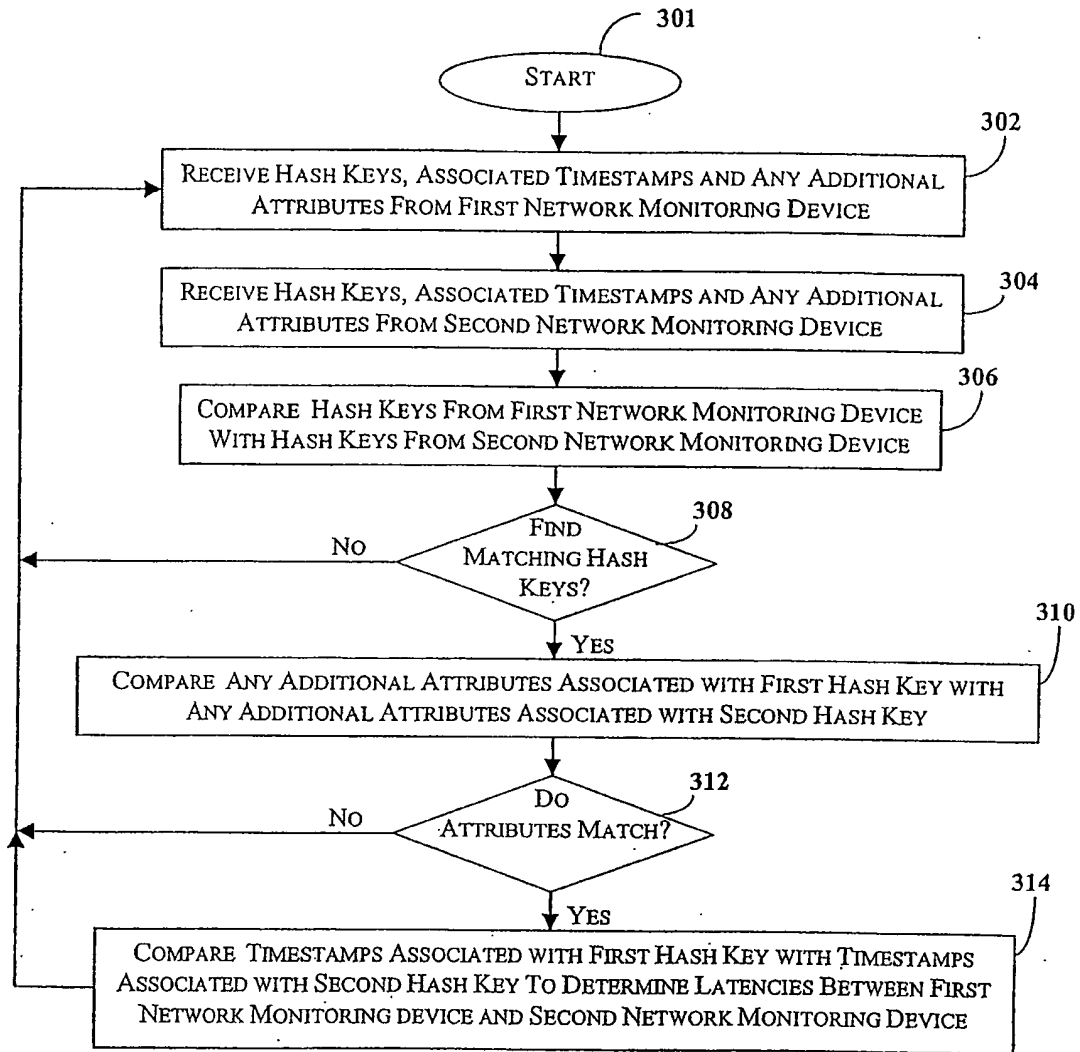 301
START
302
RECEIVE HASH KEYS, ASSOCIATED TIMESTAMPS AND ANY ADDITIONAL
ATTRIBUTES FROM FIRST NETWORK MONITORING DEVICE
304
RECEIVE HASH KEYS, ASSOCIATED TIMESTAMPS AND ANY ADDITIONAL
ATTRIBUTES FROM SECOND NETWORK MONITORING DEVICE
306
COMPARE HASH KEYS FROM FIRST NETWORK MONITORING DEVICE
WITH HASH KEYS FROM SECOND NETWORK MONITORING DEVICE
308
FIND
MATCHING HASH
KEYS?
NO
YES
310
COMPARE ANY ADDITIONAL ATTRIBUTES ASSOCIATED WITH FIRST HASH KEY WITH
ANY ADDITIONAL ATTRIBUTES ASSOCIATED WITH SECOND HASH KEY
312
DO
ATTRIBUTES MATCH?
NO
YES
314
COMPARE TIMESTAMPS ASSOCIATED WITH FIRST HASH KEY WITH TIMESTAMPS
ASSOCIATED WITH SECOND HASH KEY TO DETERMINE LATENCIES BETWEEN FIRST
NETWORK MONITORING DEVICE AND SECOND NETWORK MONITORING DEVICE